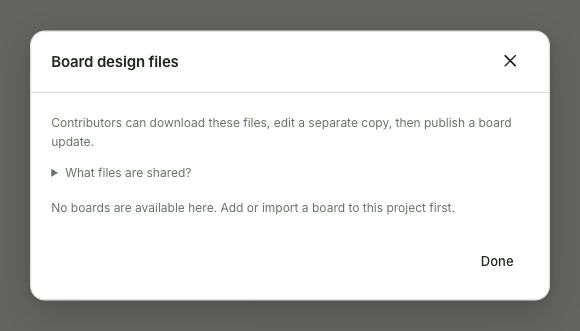 Board design files
Contributors can download these files, edit a separate copy, then publish a board
update.
What files are shared?
No boards are available here. Add or import a board to this project first.
Done